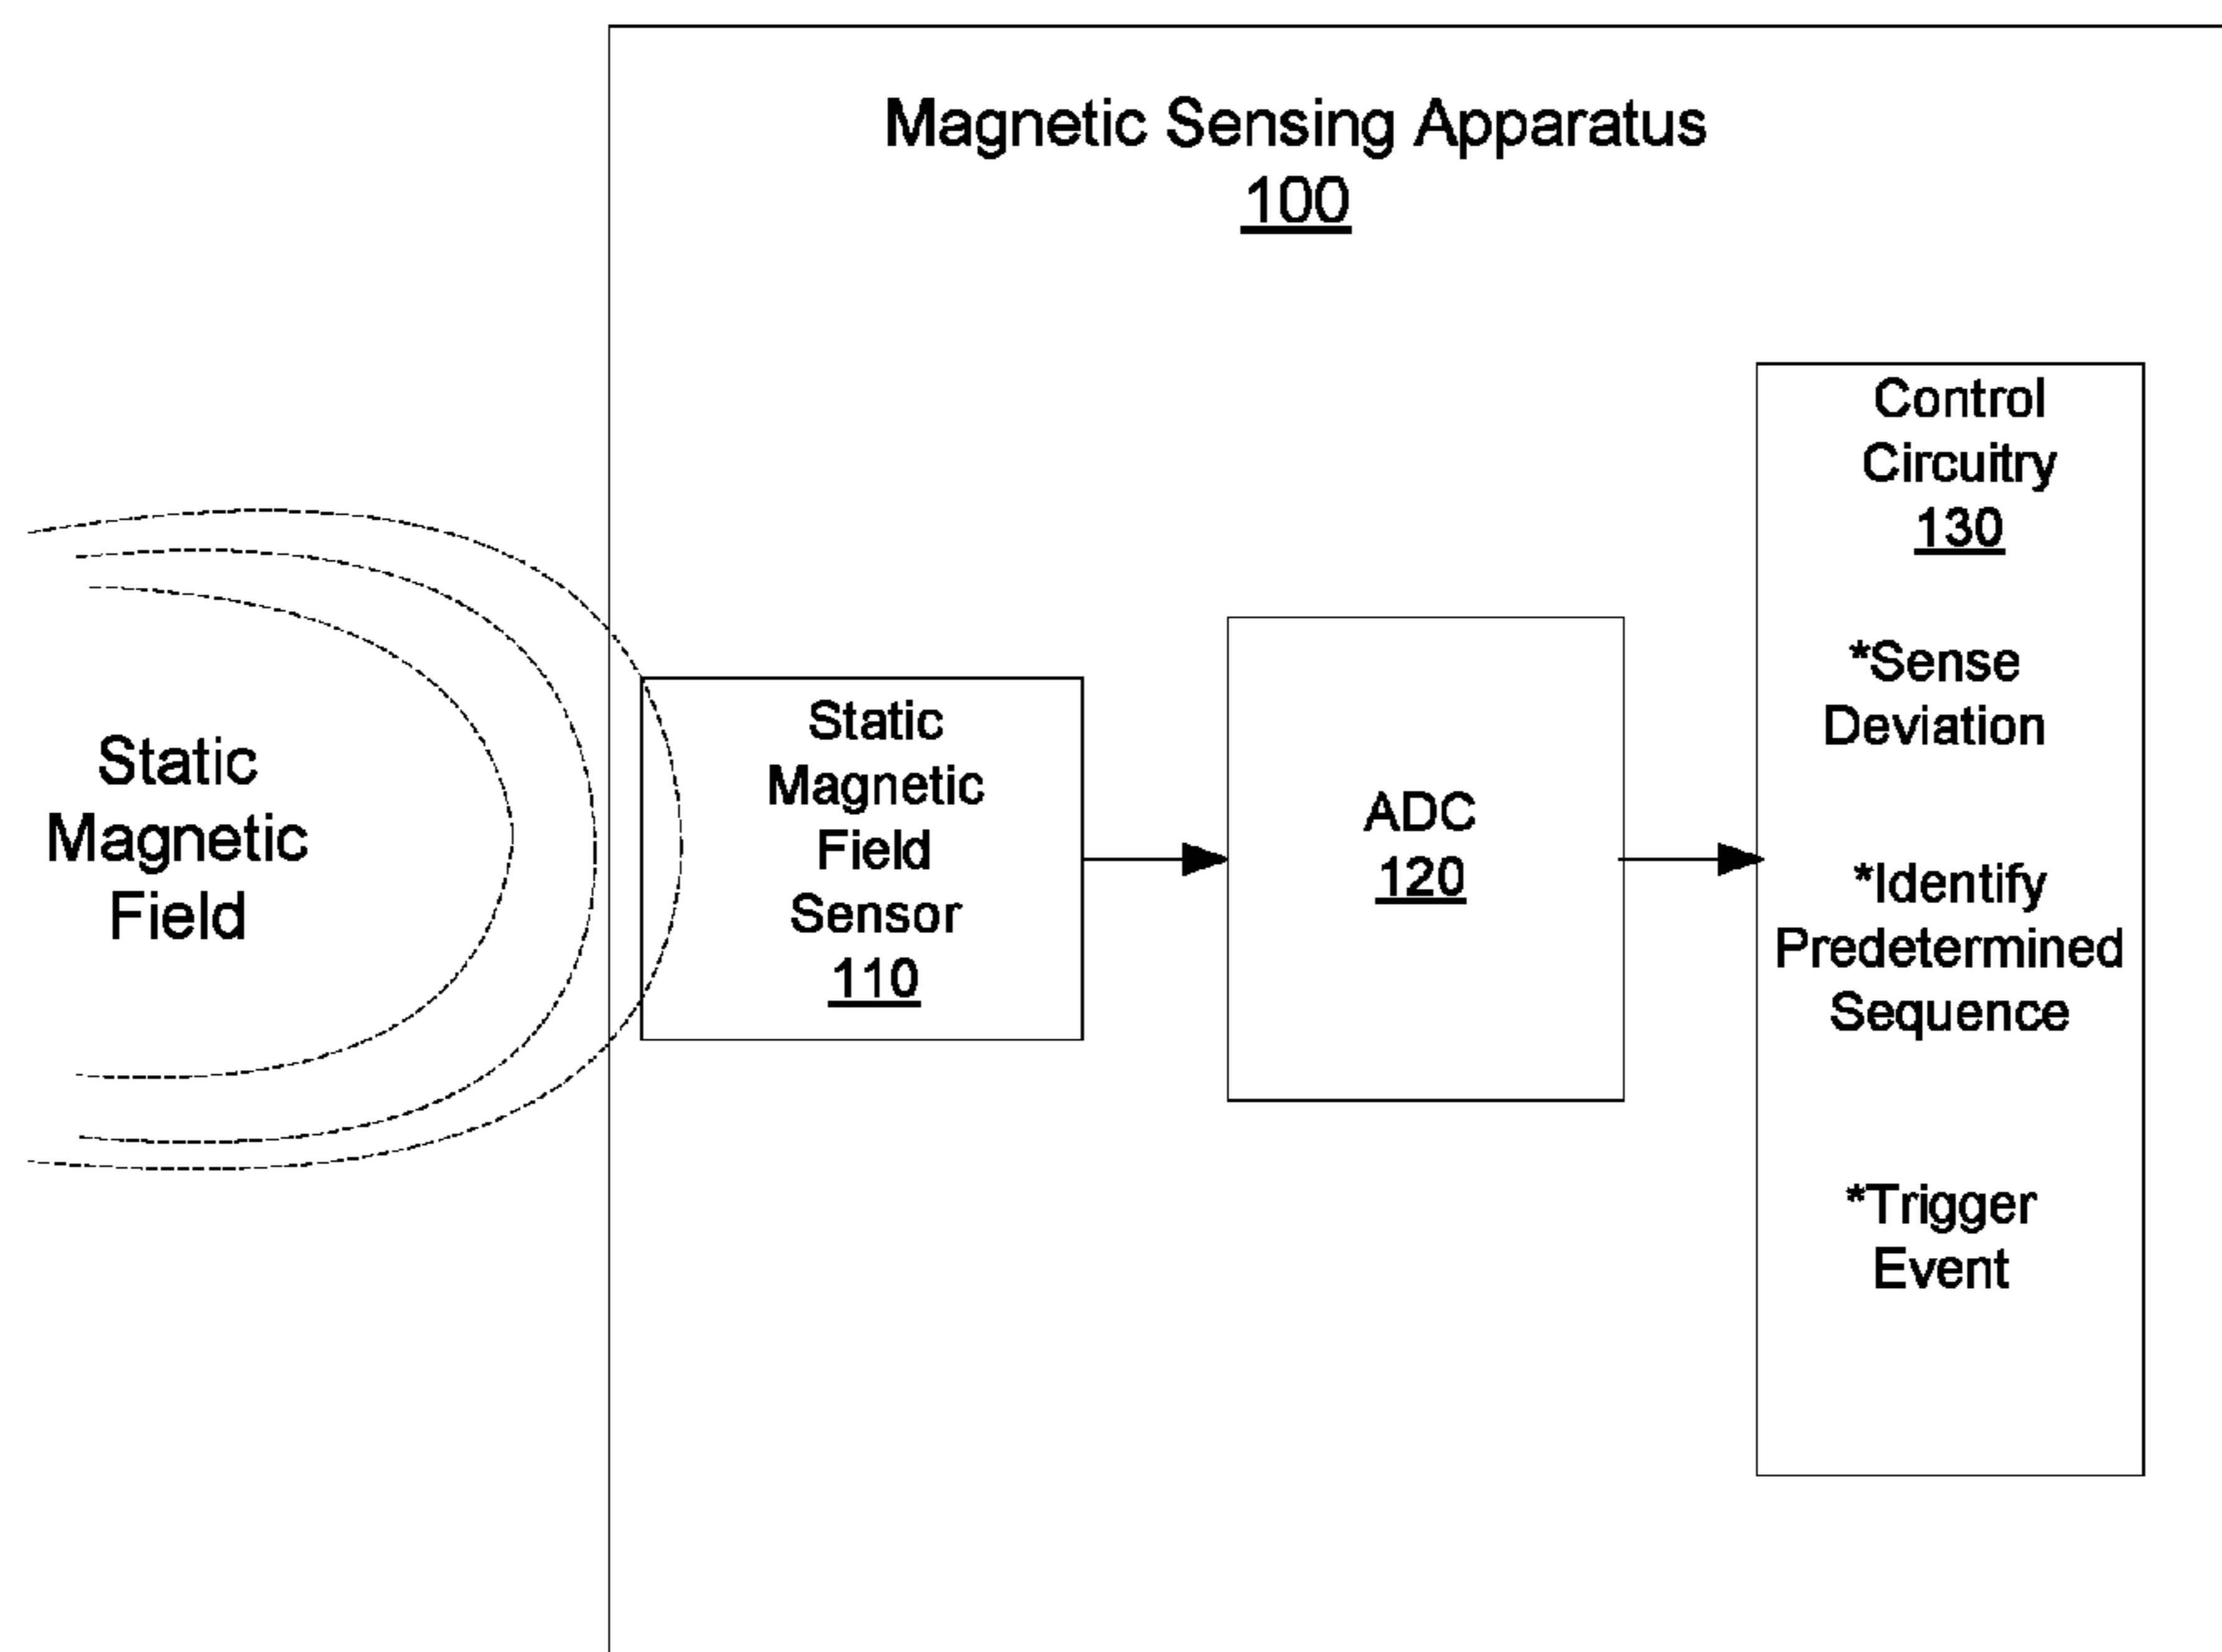 Magnetic Sensing Apparatus
100
Static
Magnetic
Field
Static
Magnetic
Field
Sensor
110
ADC
120
Control
Circuitry
130
*Sense
Deviation
*Identify
Predetermined
Sequence
*Trigger
Event